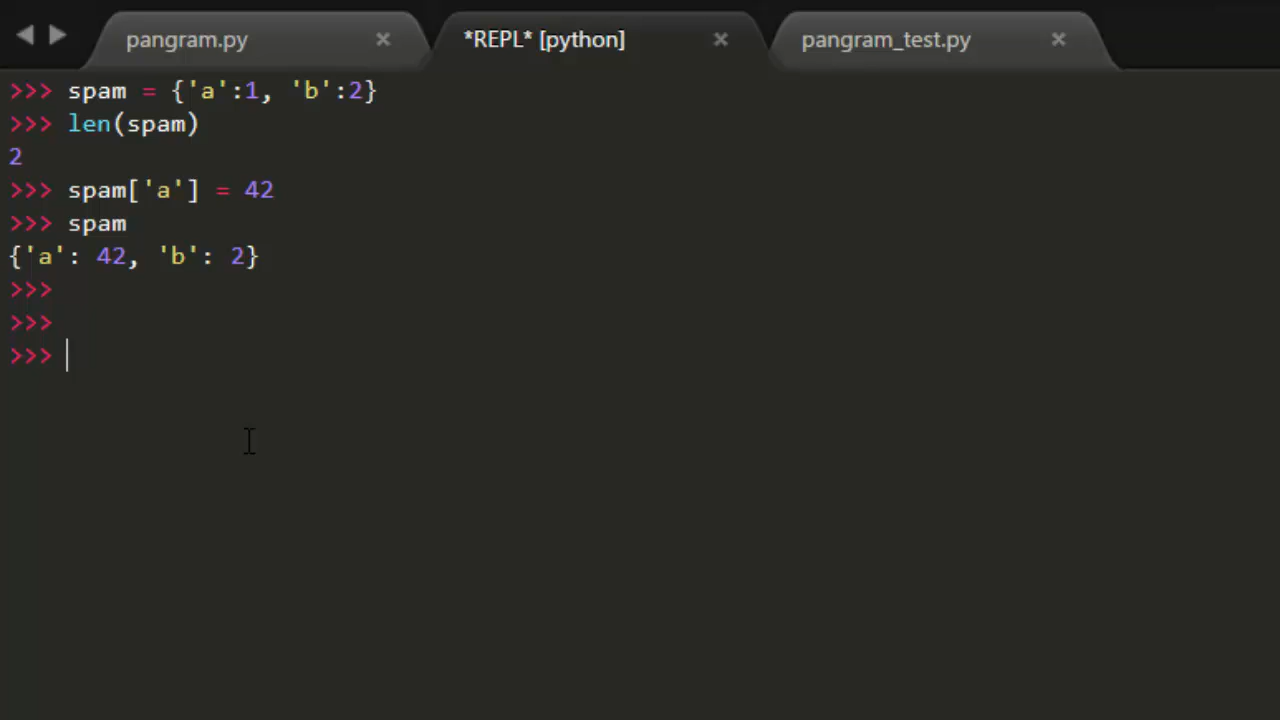 pangram.py × *REPL* [python] × pangram_test.py ×
>>> spam = {'a':1, 'b':2}
>>> len(spam)
2
>>> spam['a'] = 42
>>> spam
{'a': 42, 'b': 2}
>>>
>>>
>>>